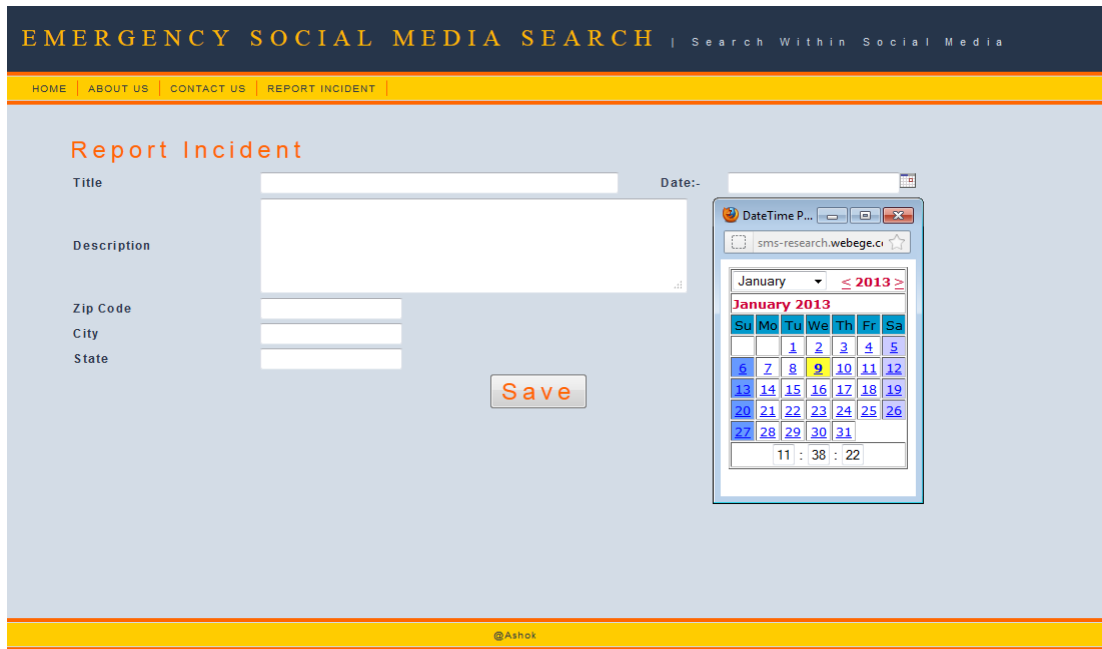 EMERGENCY SOCIAL MEDIA SEARCH | Search Within Social Media
HOME ABOUT US CONTACT US REPORT INCIDENT
Report Incident
Title
Date:-
Description
Zip Code
City
State
Save
DateTime P...
sms-research.webege.c
January < 2013 >
January 2013
Su Mo Tu We Th Fr Sa
1 2 3 4 5
6 7 8 9 10 11 12
13 14 15 16 17 18 19
20 21 22 23 24 25 26
27 28 29 30 31
11 : 38 : 22
@Ashok